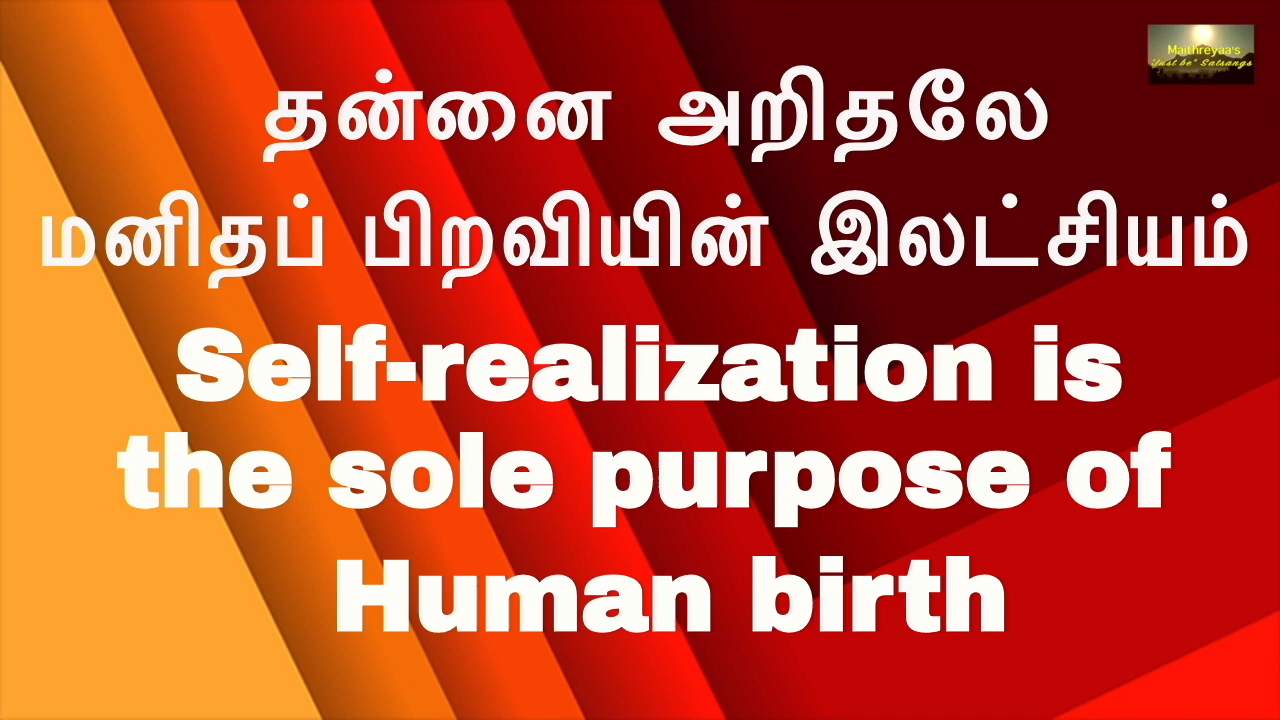 Maithreyaa's
"Just be" Satsangs
தன்னை அறிதலே
மனிதப் பிறவியின் இலட்சியம்
Self-realization is
the sole purpose of
Human birth